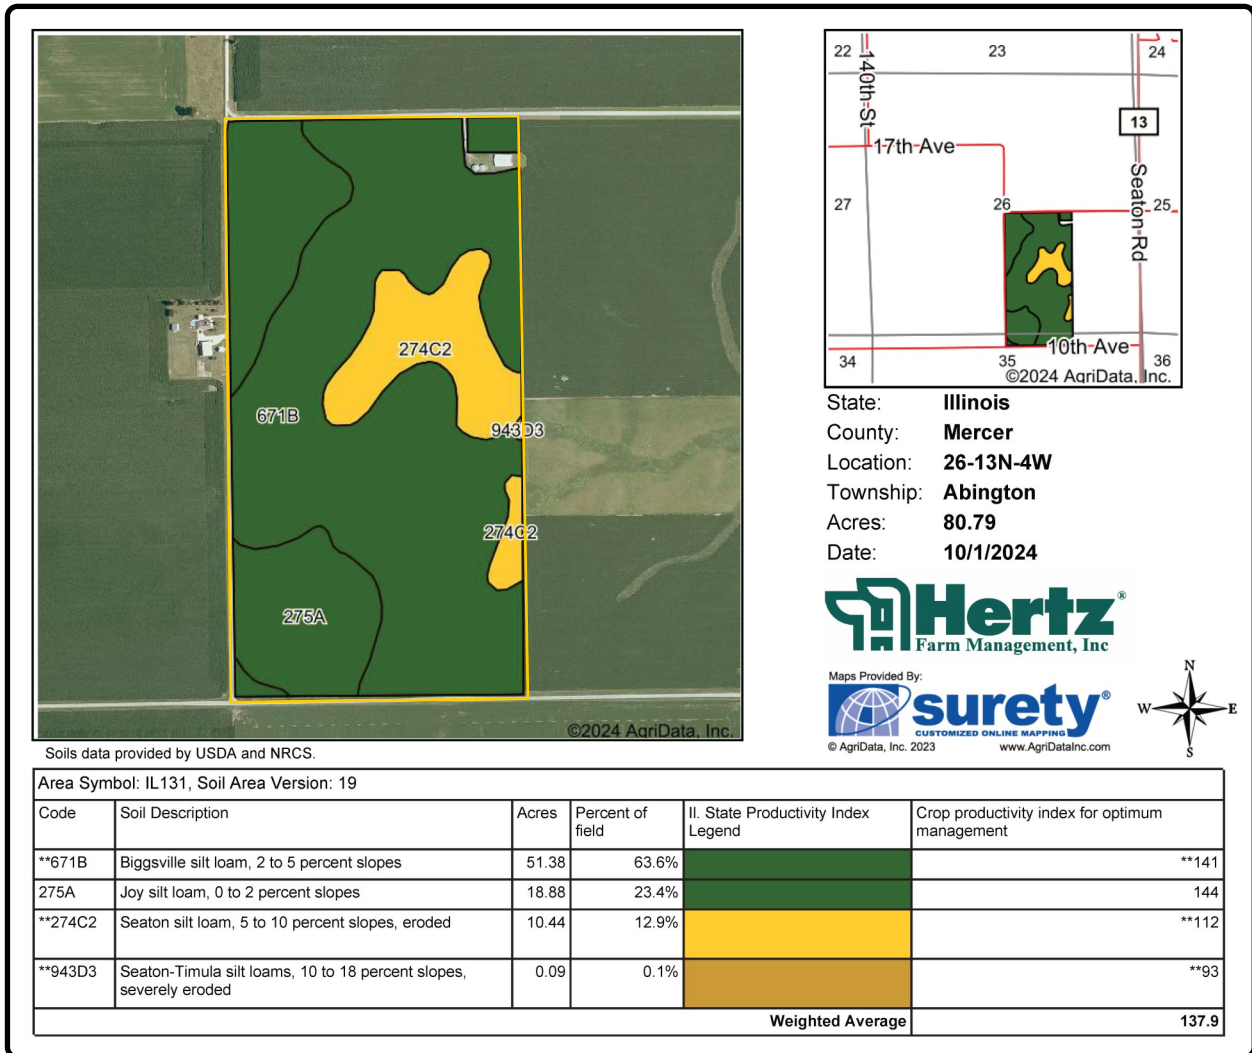 274C2
671B
943D3
274C2
275A
©2024 AgriData, Inc.
22
23
24
140th St
13
17th Ave
Seaton Rd
27
26
25
10th Ave
34
35
36
©2024 AgriData, Inc.
State: Illinois
County: Mercer
Location: 26-13N-4W
Township: Abington
Acres: 80.79
Date: 10/1/2024
Hertz®
Farm Management, Inc
Maps Provided By:
surety®
CUSTOMIZED ONLINE MAPPING
© AgriData, Inc. 2023 www.AgriDataInc.com
N
W E
S
Soils data provided by USDA and NRCS.
Area Symbol: IL131, Soil Area Version: 19
Code Soil Description Acres Percent of field II. State Productivity Index Legend Crop productivity index for optimum management
**671B Biggsville silt loam, 2 to 5 percent slopes 51.38 63.6% **141
275A Joy silt loam, 0 to 2 percent slopes 18.88 23.4% 144
**274C2 Seaton silt loam, 5 to 10 percent slopes, eroded 10.44 12.9% **112
**943D3 Seaton-Timula silt loams, 10 to 18 percent slopes, severely eroded 0.09 0.1% **93
Weighted Average 137.9